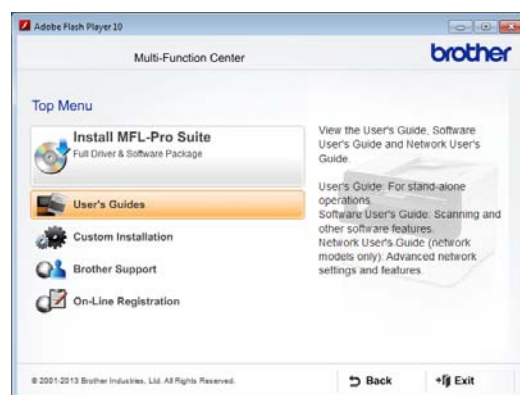 Adobe Flash Player 10
Multi-Function Center
brother
Top Menu
Install MFL-Pro Suite
Full Driver & Software Package
User's Guides
Custom Installation
Brother Support
On-Line Registration
View the User's Guide, Software
User's Guide and Network User's
Guide.
User's Guide: For stand-alone
operations.
Software User's Guide: Scanning and
other software features.
Network User's Guide (network
models only): Advanced network
settings and features.
© 2001-2013 Brother Industries, Ltd. All Rights Reserved.
Back
Exit